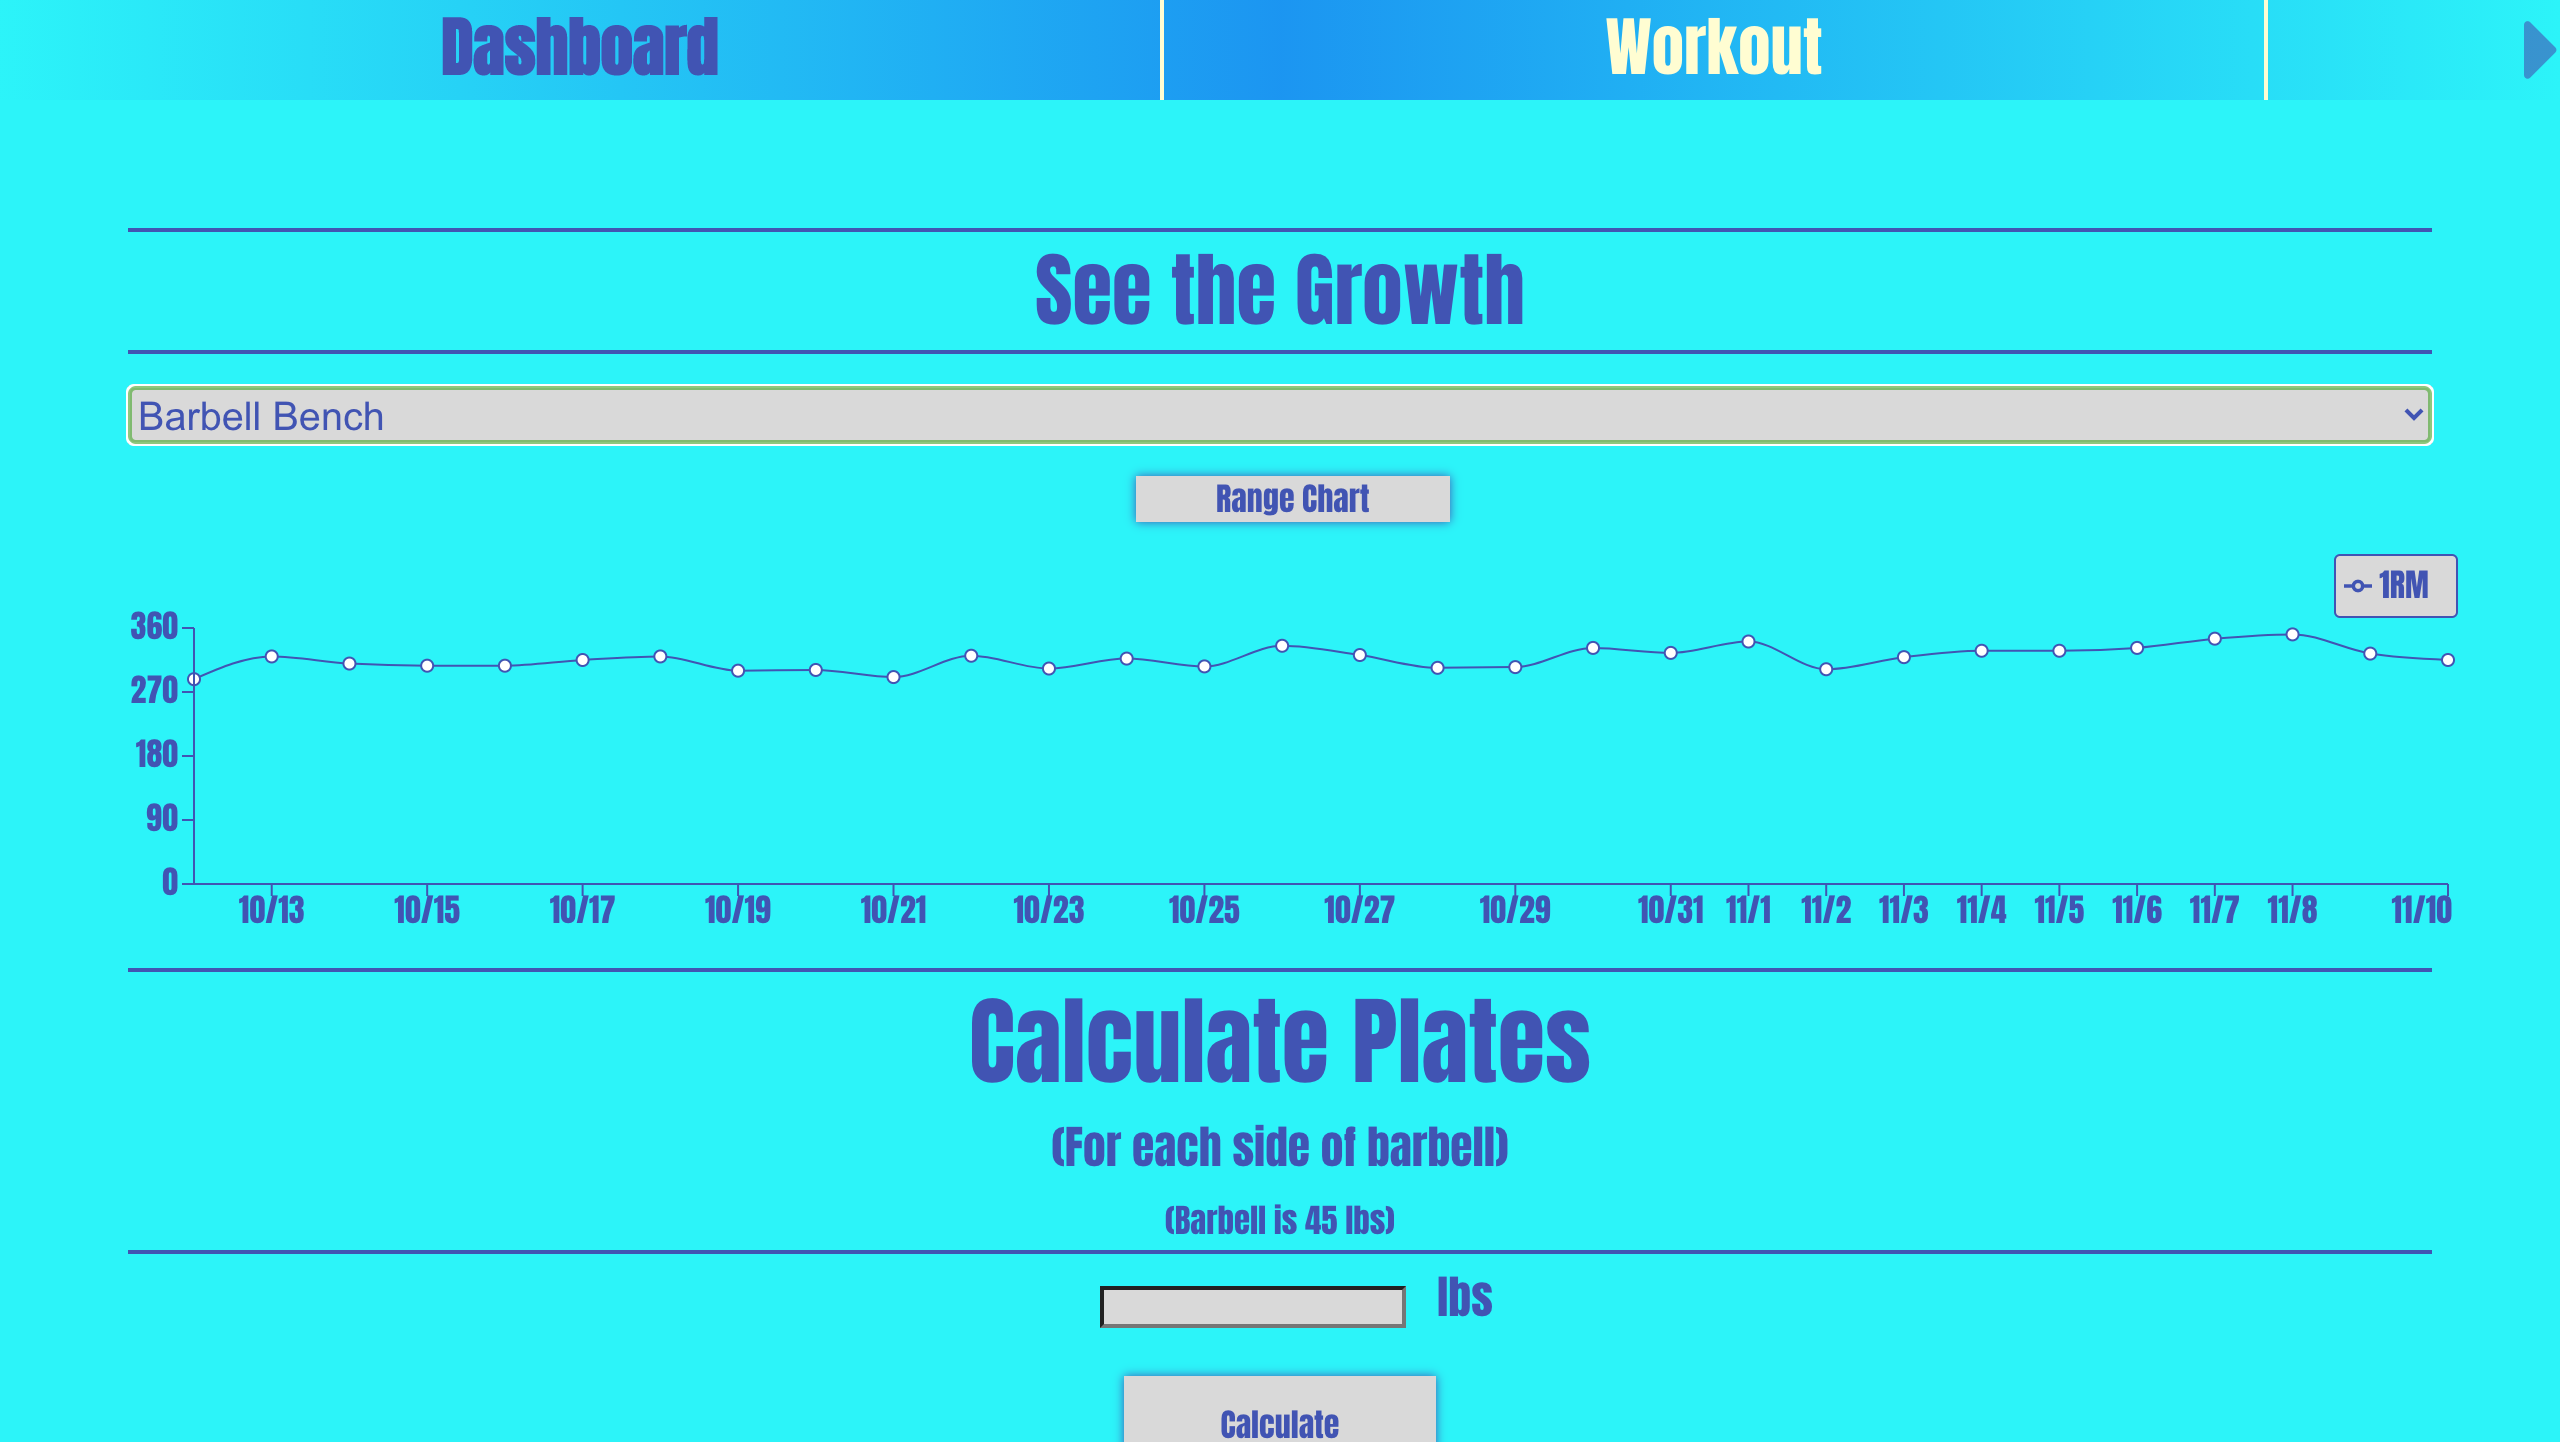 Dashboard
Workout
See the Growth
Barbell Bench
Range Chart
1RM
360
270
180
90
0
10/13 10/15 10/17 10/19 10/21 10/23 10/25 10/27 10/29 10/31 11/1 11/2 11/3 11/4 11/5 11/6 11/7 11/8 11/10
Calculate Plates
(For each side of barbell)
(Barbell is 45 lbs)
lbs
Calculate